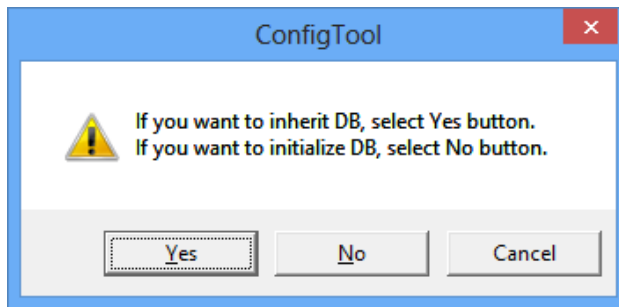 ConfigTool
If you want to inherit DB, select Yes button.
If you want to initialize DB, select No button.
Yes No Cancel